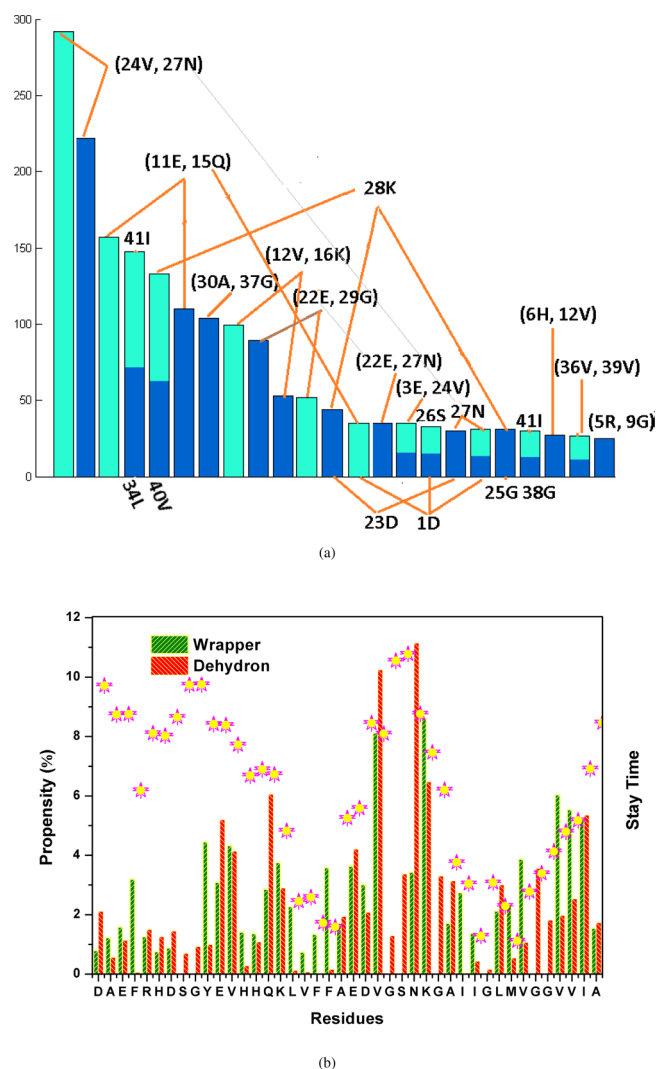 300
(24V, 27N)
250
200
(11E, 15Q)
28K
150
41I
(12V, 16K)
(30A, 37G)
(22E, 29G)
(6H, 12V)
100
(22E, 27N)
(36V, 39V)
(3E, 24V)
26S 27N
41I
(5R, 9G)
50
0
34L 40V
23D
1D
25G 38G
(a)
12
Wrapper
Dehydron
10
8
6
4
2
0
Propensity (%)
Stay Time
D A E F R H D S G Y E V H H Q K L V F F A E D V G S N K G A I I G L M V G G V V I A
Residues
(b)